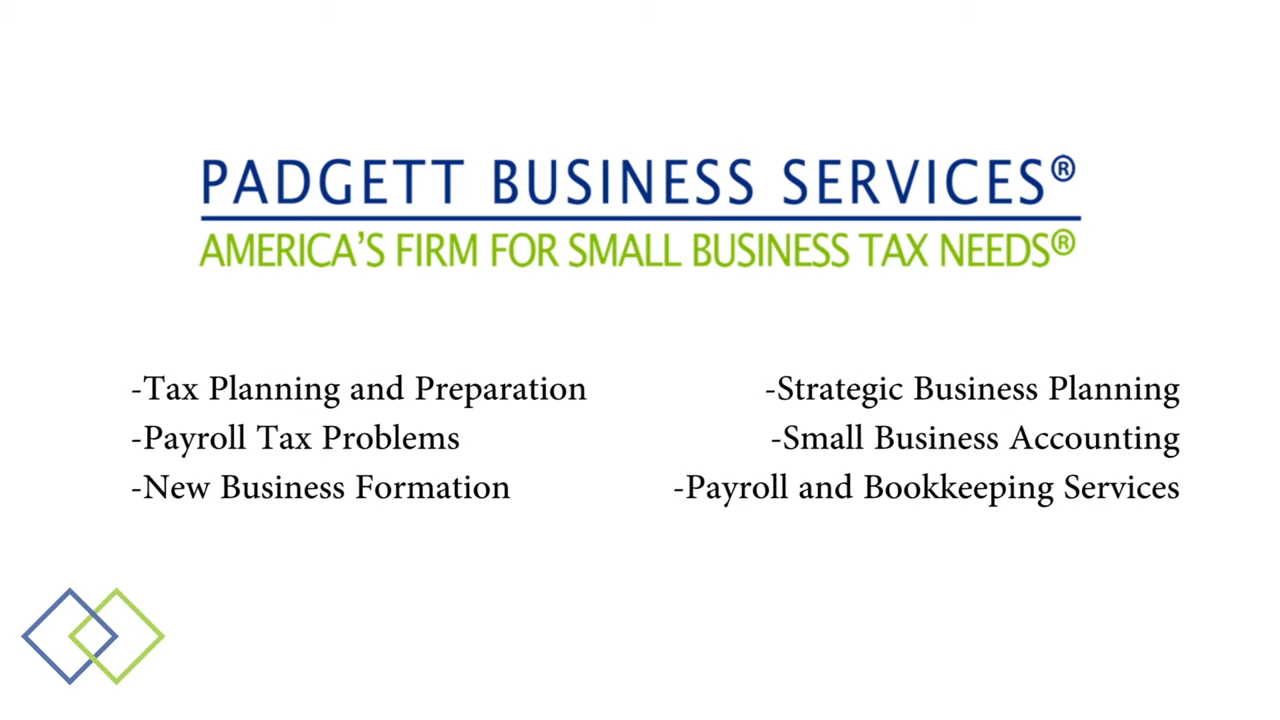 PADGETT BUSINESS SERVICES®
AMERICA'S FIRM FOR SMALL BUSINESS TAX NEEDS®
-Tax Planning and Preparation
-Payroll Tax Problems
-New Business Formation
-Strategic Business Planning
-Small Business Accounting
-Payroll and Bookkeeping Services